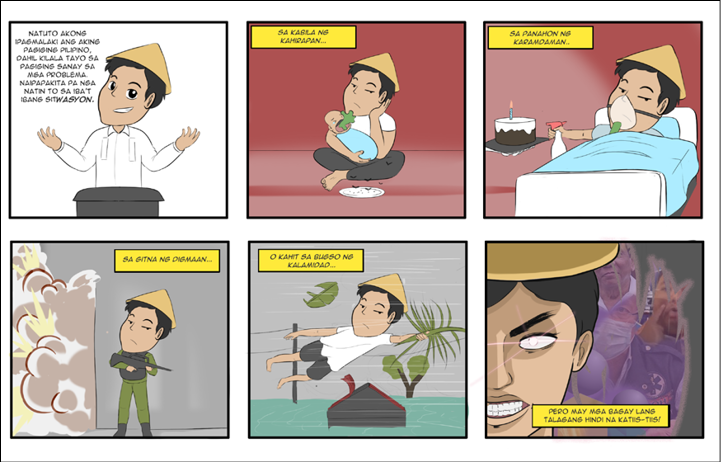 NATUTO AKONG
IPAGMALAKI ANG AKING
PAGIGING PILIPINO,
DAHIL KILALA TAYO SA
PAGIGING SANAY SA
MGA PROBLEMA.
NAIPAPAKITA PA NGA
NATIN TO SA IBA'T
IBANG SITWASYON.
SA KABILA NG
KAHIRAPAN...
SA PANAHON NG
KARAMDAMAN..
SA GITNA NG DIGMAAN...
O KAHIT SA BUGSO NG
KALAMIDAD...
PERO MAY MGA BAGAY LANG
TALAGANG HINDI NA KATIIS-TIIS!